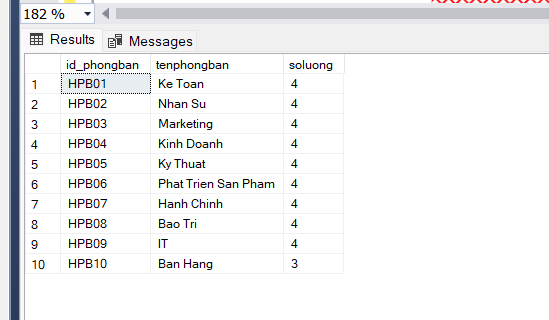 182 %
Results Messages
id_phongban tenphongban soluong
1 HPB01 Ke Toan 4
2 HPB02 Nhan Su 4
3 HPB03 Marketing 4
4 HPB04 Kinh Doanh 4
5 HPB05 Ky Thuat 4
6 HPB06 Phat Trien San Pham 4
7 HPB07 Hanh Chinh 4
8 HPB08 Bao Tri 4
9 HPB09 IT 4
10 HPB10 Ban Hang 3